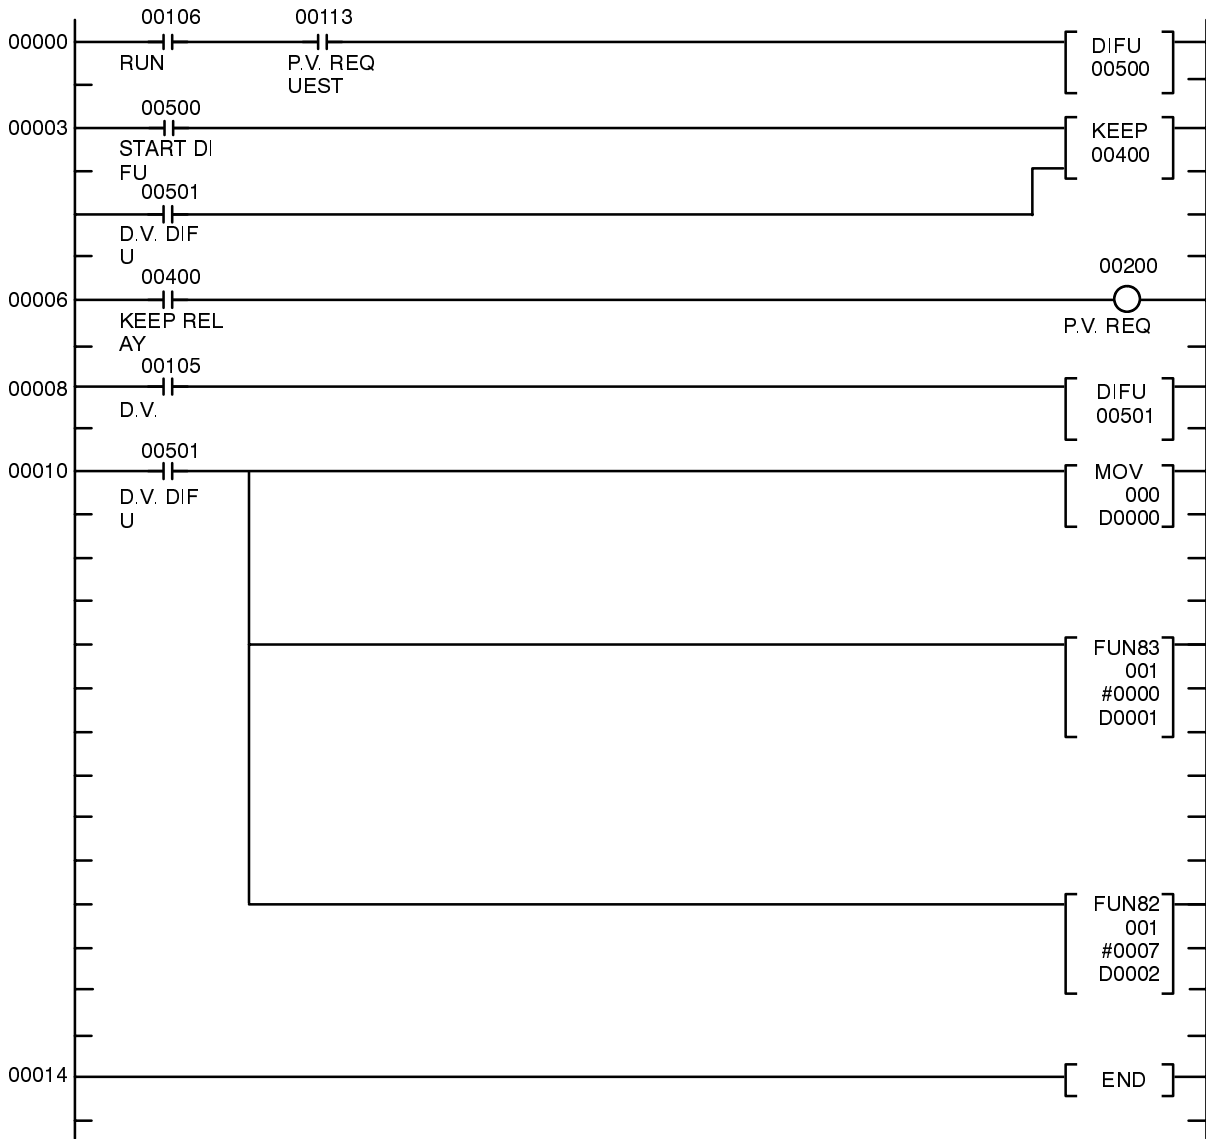 00106 00113
00000
RUN P.V. REQ
UEST
DIFU
00500
00500
00003
START DI
FU
KEEP
00400
00501
D.V. DIF
U
00400
00200
00006
KEEP REL
AY
P.V. REQ
00105
00008
D.V.
DIFU
00501
00501
00010
D.V. DIF
U
MOV
000
D0000
FUN83
001
#0000
D0001
FUN82
001
#0007
D0002
00014
END